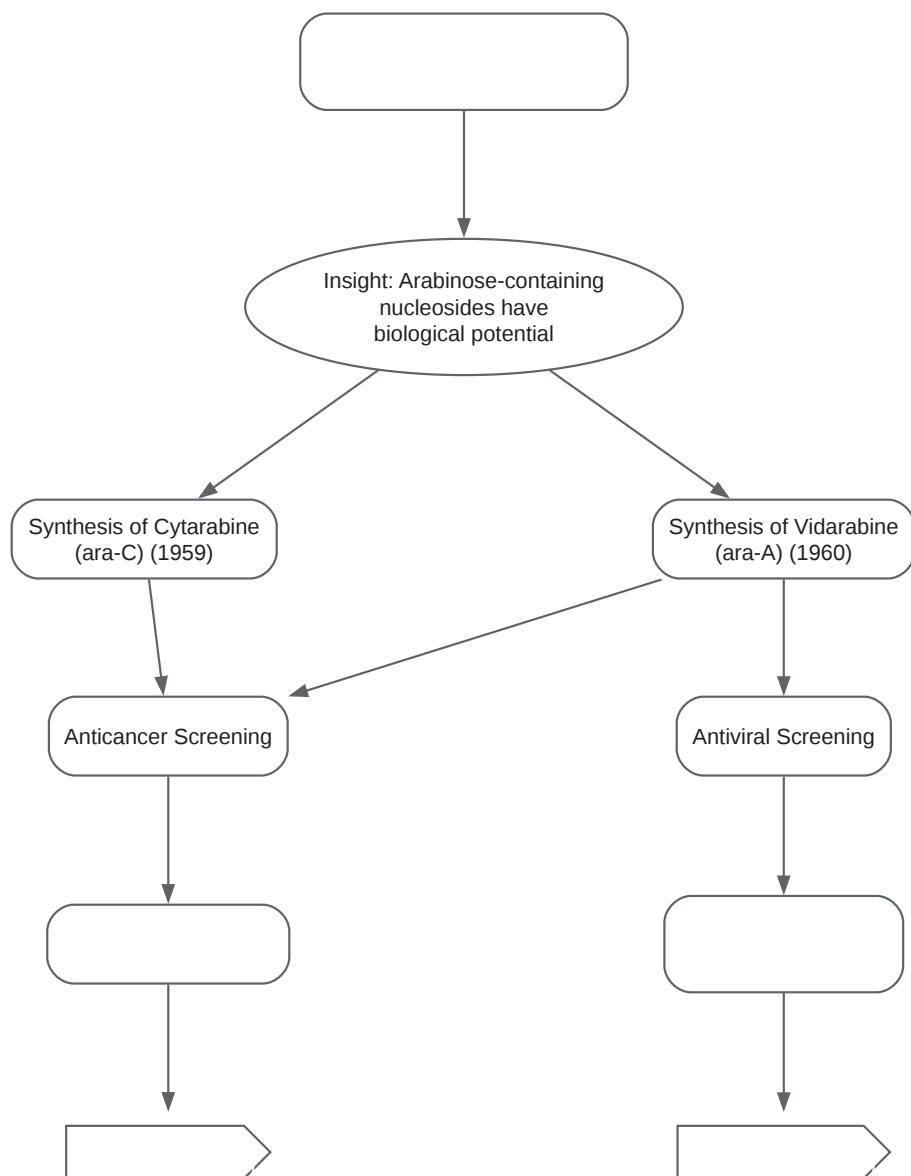 Insight: Arabinose-containing
nucleosides have
biological potential
Synthesis of Cytarabine
(ara-C) (1959)
Synthesis of Vidarabine
(ara-A) (1960)
Anticancer Screening
Antiviral Screening